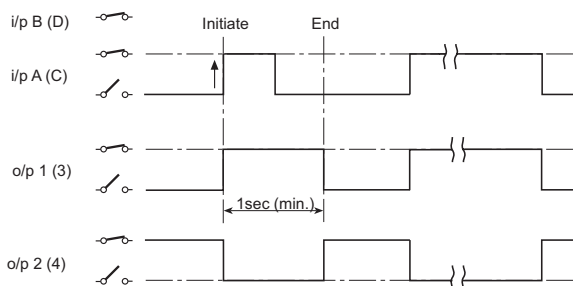 Initiate End
i/p B (D)
i/p A (C)
o/p 1 (3)
1sec (min.)
o/p 2 (4)